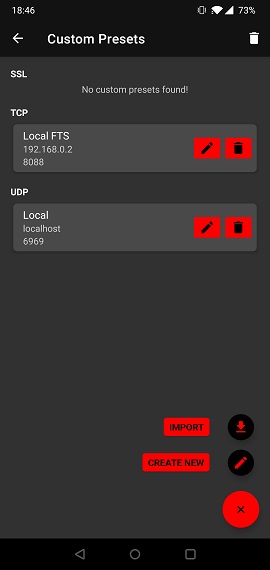 18:46
73%
Custom Presets
SSL
No custom presets found!
TCP
Local FTS
192.168.0.2
8088
UDP
Local
localhost
6969
IMPORT
CREATE NEW